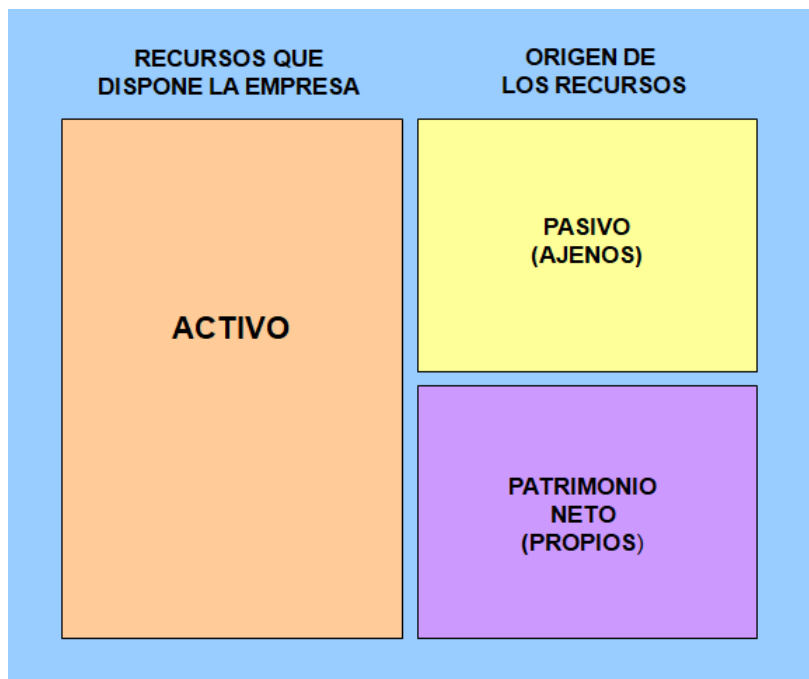 RECURSOS QUE
DISPONE LA EMPRESA
ORIGEN DE
LOS RECURSOS
ACTIVO
PASIVO
(AJENOS)
PATRIMONIO
NETO
(PROPIOS)